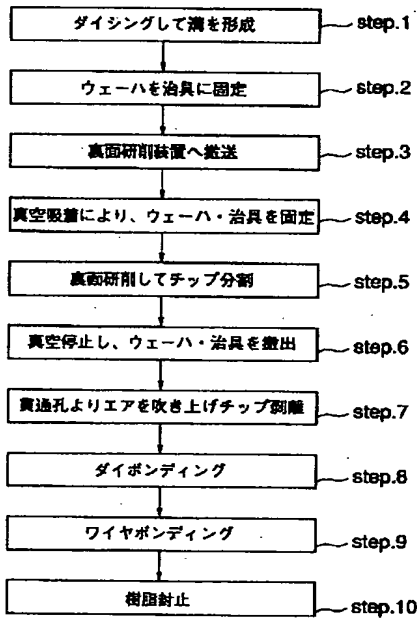 ダイシングして溝を形成 step.1
ウェーハを治具に固定 step.2
裏面研削装置へ搬送 step.3
真空吸着により、ウェーハ・治具を固定 step.4
裏面研削してチップ分割 step.5
真空停止し、ウェーハ・治具を搬出 step.6
貫通孔よりエアを吹き上げチップ剥離 step.7
ダイボンディング step.8
ワイヤボンディング step.9
樹脂封止 step.10